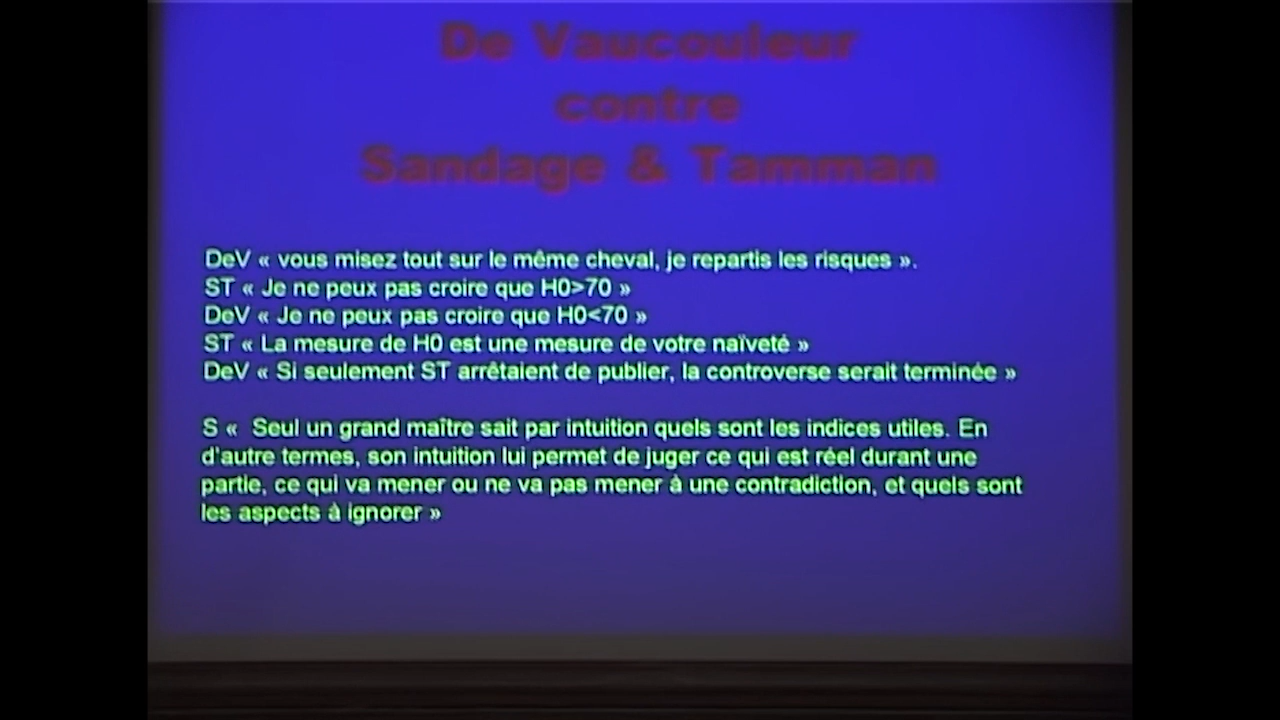 De Vaucouleur
contre
Sandage & Tamman
DeV « vous misez tout sur le même cheval, je repartis les risques ».
ST « Je ne peux pas croire que H0>70 »
DeV « Je ne peux pas croire que H0<70 »
ST « La mesure de H0 est une mesure de votre naïveté »
DeV « Si seulement ST arrêtaient de publier, la controverse serait terminée »
S «  Seul un grand maître sait par intuition quels sont les indices utiles. En
d'autre termes, son intuition lui permet de juger ce qui est réel durant une
partie, ce qui va mener ou ne va pas mener à une contradiction, et quels sont
les aspects à ignorer »